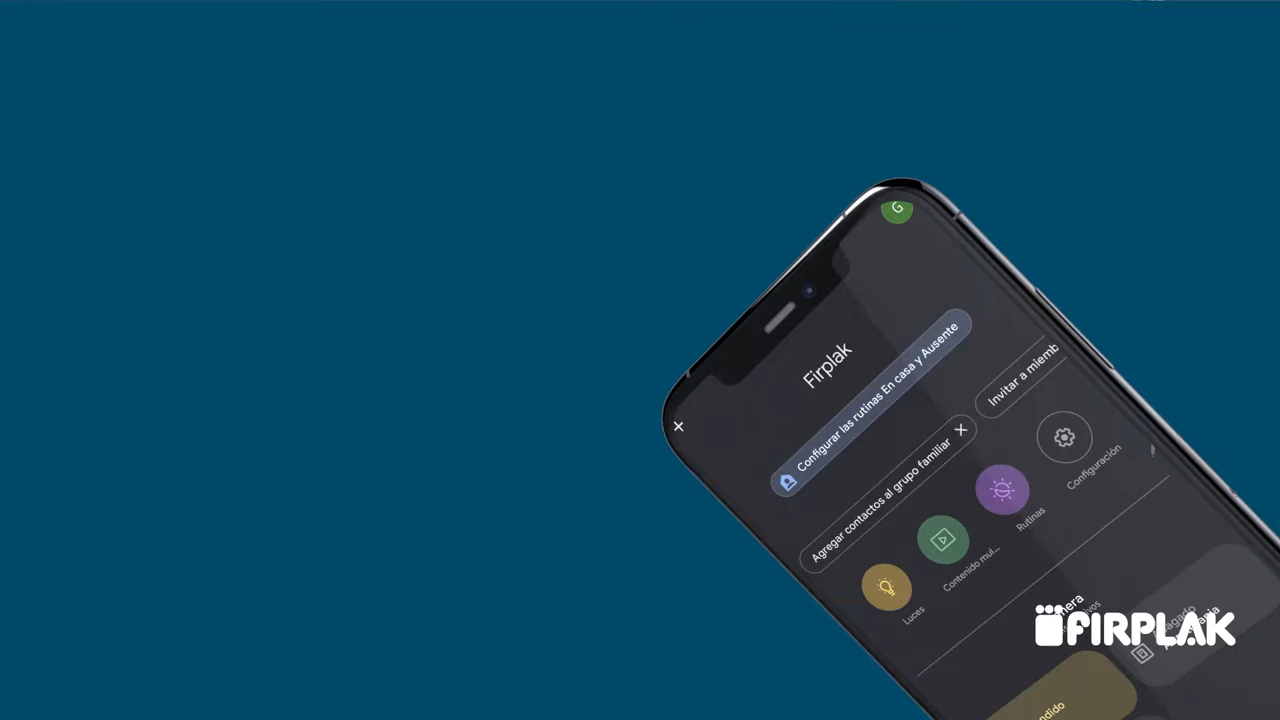 G
Firplak
Configurar las rutinas En casa y Ausente
Agregar contactos al grupo familiar
Invitar a miemb
Luces
Contenido mul...
Rutinas
Configuración
FIRPLAK